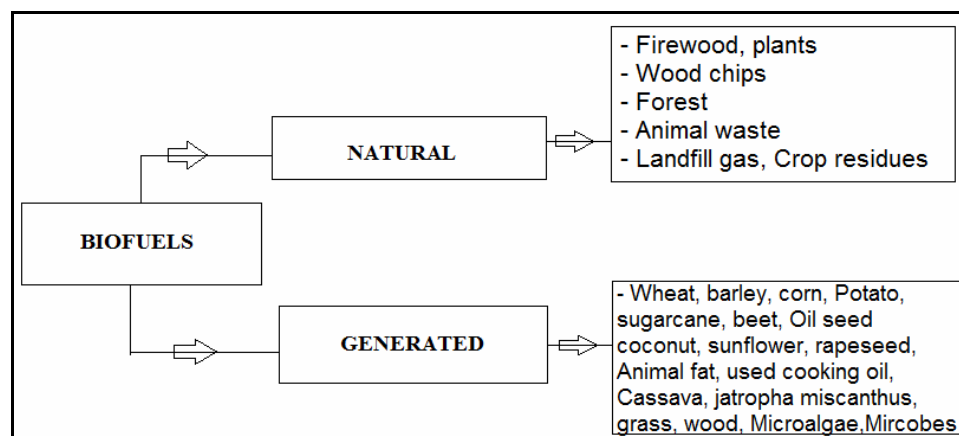 BIOFUELS
NATURAL
- Firewood, plants
- Wood chips
- Forest
- Animal waste
- Landfill gas, Crop residues
GENERATED
- Wheat, barley, corn, Potato,
sugarcane, beet, Oil seed
coconut, sunflower, rapeseed,
Animal fat, used cooking oil,
Cassava, jatropha miscanthus,
grass, wood, Microalgae,Mircobes